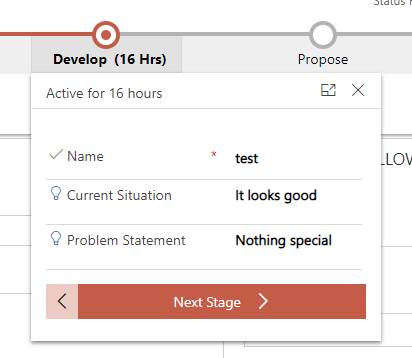 Status
Develop (16 Hrs)
Propose
Active for 16 hours
Name * test
Current Situation It looks good
Problem Statement Nothing special
Next Stage